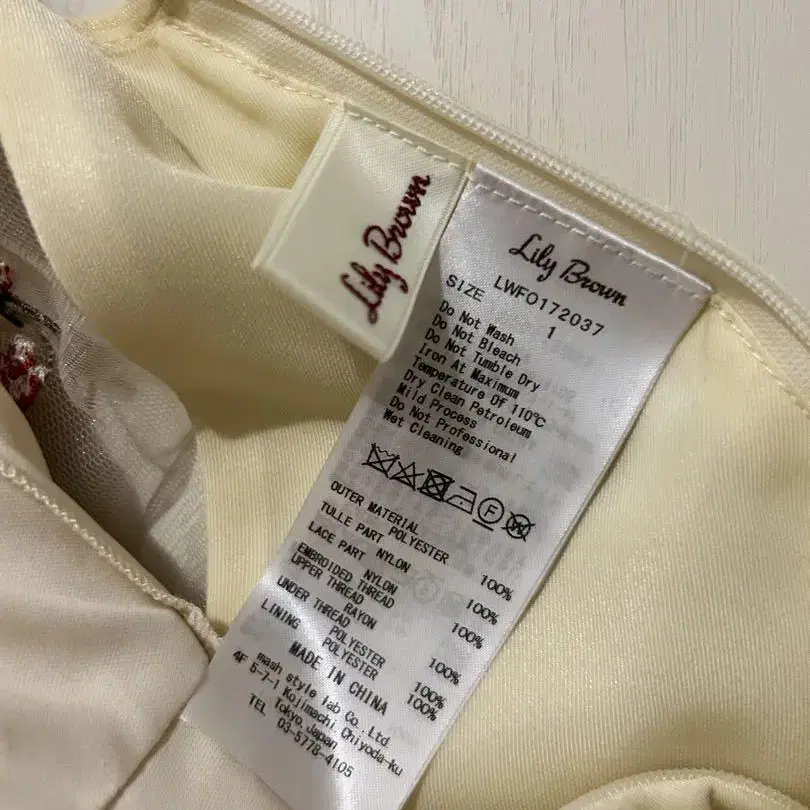 Lily Brown
Lily Brown
LWFO172037
SIZE 1
Do Not Wash
Do Not Bleach
Do Not Tumble Dry
Iron At Maximum
Temperature Of 110℃
Dry Clean Petroleum
Mild Process
Do Not Professional
Wet Cleaning
F
W
OUTER MATERIAL
POLYESTER 100%
TULLE PART
NYLON 100%
LACE PART
NYLON 100%
EMBROIDED THREAD
UPPER THREAD
RAYON 100%
UNDER THREAD
POLYESTER 100%
LINING
POLYESTER 100%
MADE IN CHINA
mash style lab Co., Ltd.
4F 5-7-1 Kojimachi, Chiyoda-ku
Tokyo, Japan
TEL 03-5778-4105